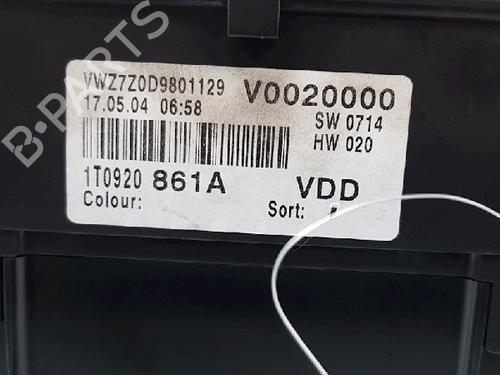 B-PARTS
VWZ7Z0D9801129 V0020000
17.05.04 06:58 SW 0714
HW 020
1T0920 861A VDD
Colour: Sort: